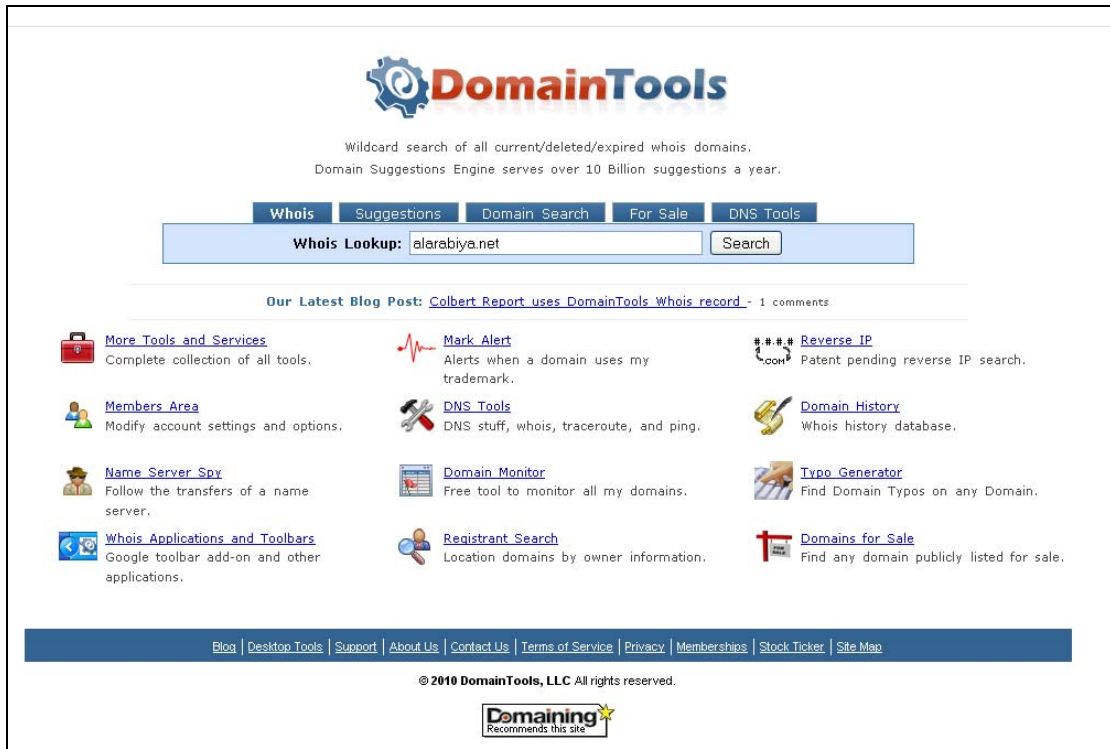 DomainTools
Wildcard search of all current/deleted/expired whois domains.
Domain Suggestions Engine serves over 10 Billion suggestions a year.
Whois Suggestions Domain Search For Sale DNS Tools
Whois Lookup: alarabiya.net Search
Our Latest Blog Post: Colbert Report uses DomainTools Whois record - 1 comments
More Tools and Services
Complete collection of all tools.
Mark Alert
Alerts when a domain uses my
trademark.
#.#.#.#
.COM
Reverse IP
Patent pending reverse IP search.
Members Area
Modify account settings and options.
DNS Tools
DNS stuff, whois, traceroute, and ping.
Domain History
Whois history database.
Name Server Spy
Follow the transfers of a name
server.
Domain Monitor
Free tool to monitor all my domains.
Typo Generator
Find Domain Typos on any Domain.
Whois Applications and Toolbars
Google toolbar add-on and other
applications.
Registrant Search
Location domains by owner information.
FOR
SALE
Domains for Sale
Find any domain publicly listed for sale.
Blog | Desktop Tools | Support | About Us | Contact Us | Terms of Service | Privacy | Memberships | Stock Ticker | Site Map
© 2010 DomainTools, LLC All rights reserved.
Domaining
Recommends this site